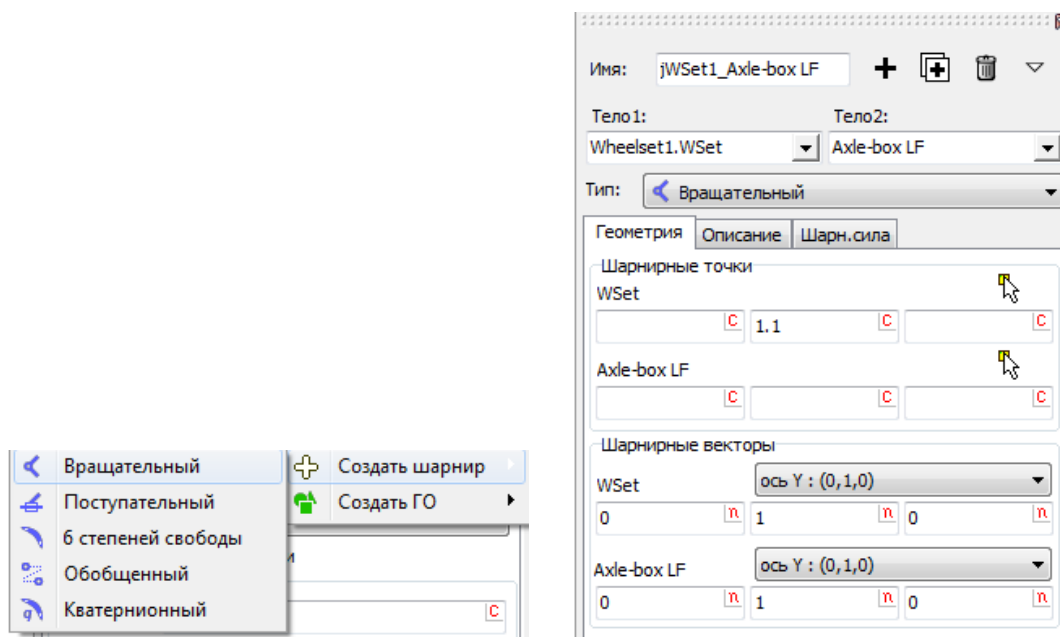 Вращательный
Поступательный
6 степеней свободы
Обобщенный
Кватернионный
Создать шарнир
Создать ГО
и
C
Имя: jWSet1_Axle-box LF
Тело1: Тело2:
Wheelset1.WSet Axle-box LF
Тип: Вращательный
Геометрия Описание Шарн.сила
Шарнирные точки
WSet
C 1.1 C C
Axle-box LF
C C C
Шарнирные векторы
WSet ось Y : (0,1,0)
0 n 1 n 0 n
Axle-box LF ось Y : (0,1,0)
0 n 1 n 0 n